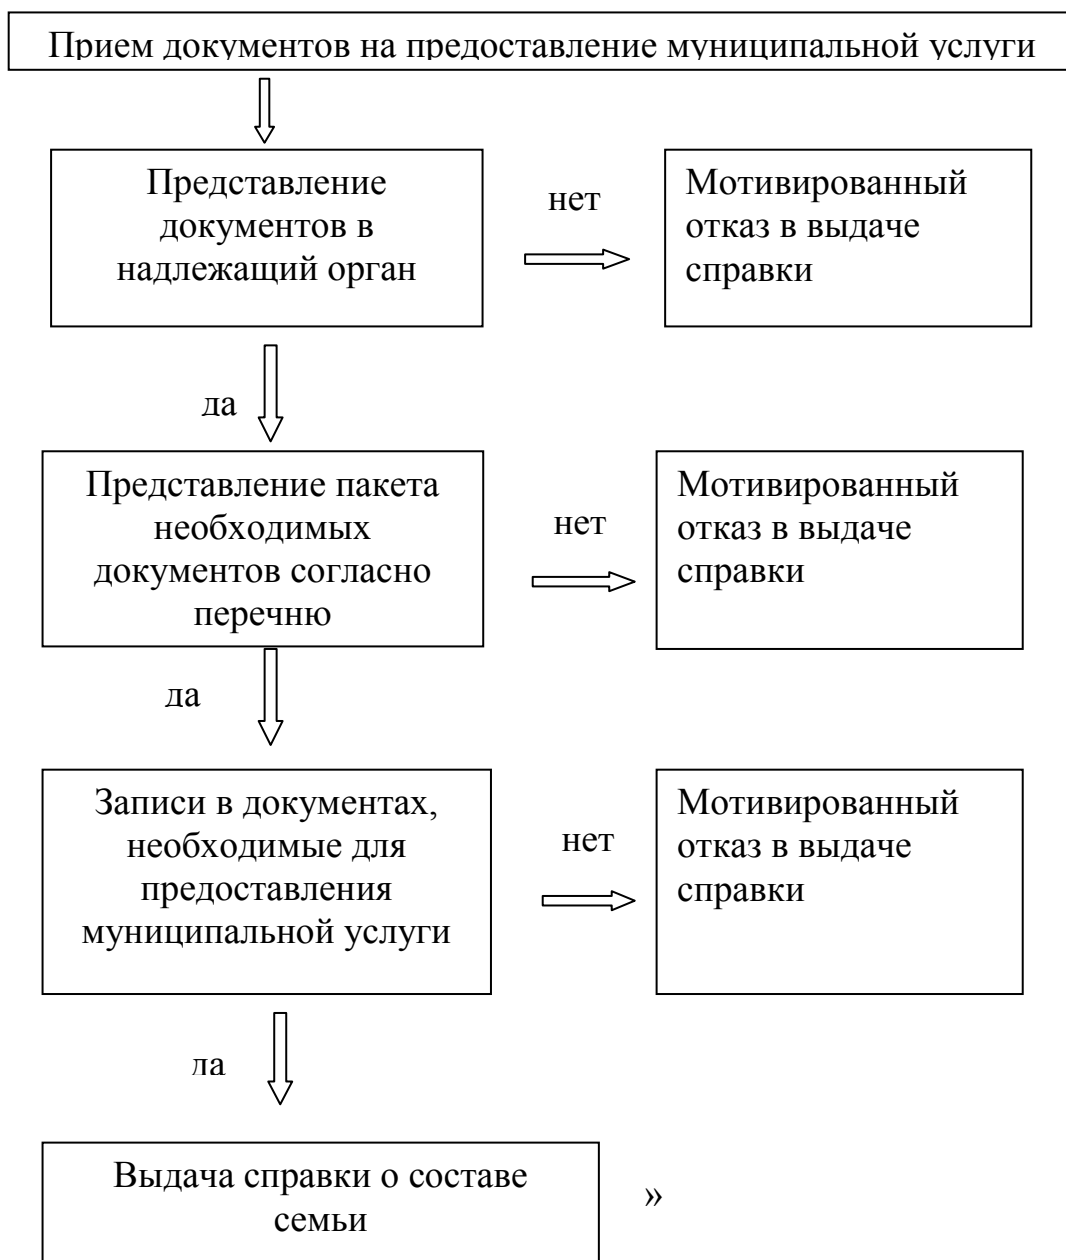 Прием документов на предоставление муниципальной услуги
Представление
документов в
надлежащий орган
нет
Мотивированный
отказ в выдаче
справки
да
Представление пакета
необходимых
документов согласно
перечню
нет
Мотивированный
отказ в выдаче
справки
да
Записи в документах,
необходимые для
предоставления
муниципальной услуги
нет
Мотивированный
отказ в выдаче
справки
да
Выдача справки о составе
семьи
»